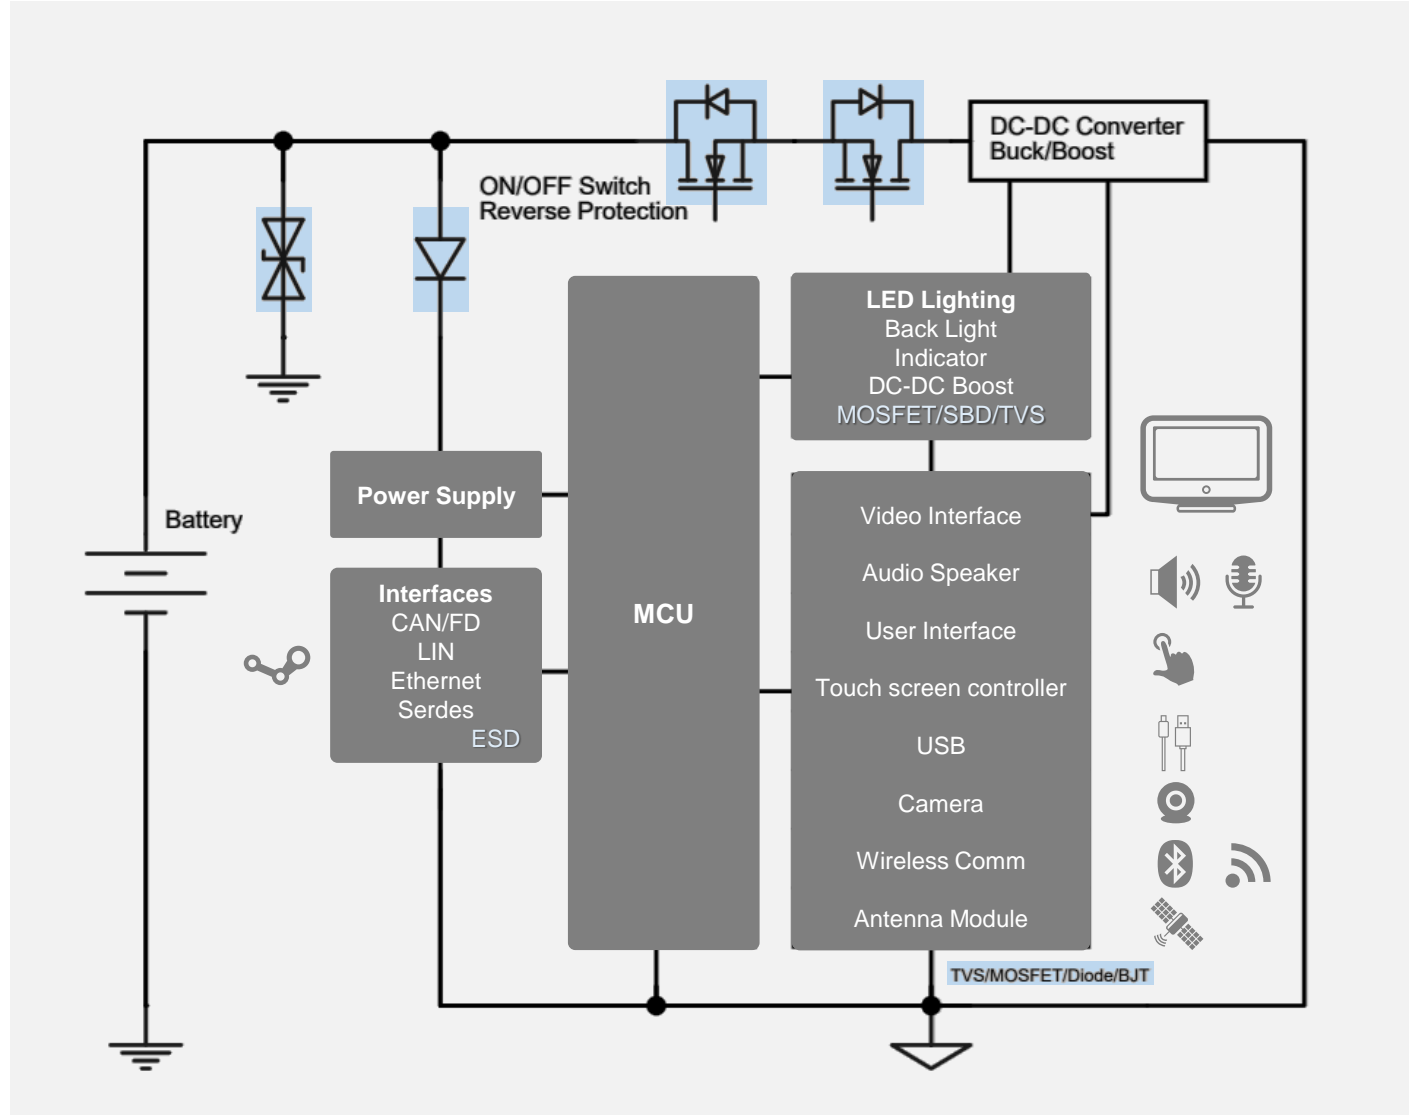 DC-DC Converter
Buck/Boost
ON/OFF Switch
Reverse Protection
LED Lighting
Back Light
Indicator
DC-DC Boost
MOSFET/SBD/TVS
Power Supply
Battery
Interfaces
CAN/FD
LIN
Ethernet
Serdes
ESD
MCU
Video Interface
Audio Speaker
User Interface
Touch screen controller
USB
Camera
Wireless Comm
Antenna Module
TVS/MOSFET/Diode/BJT